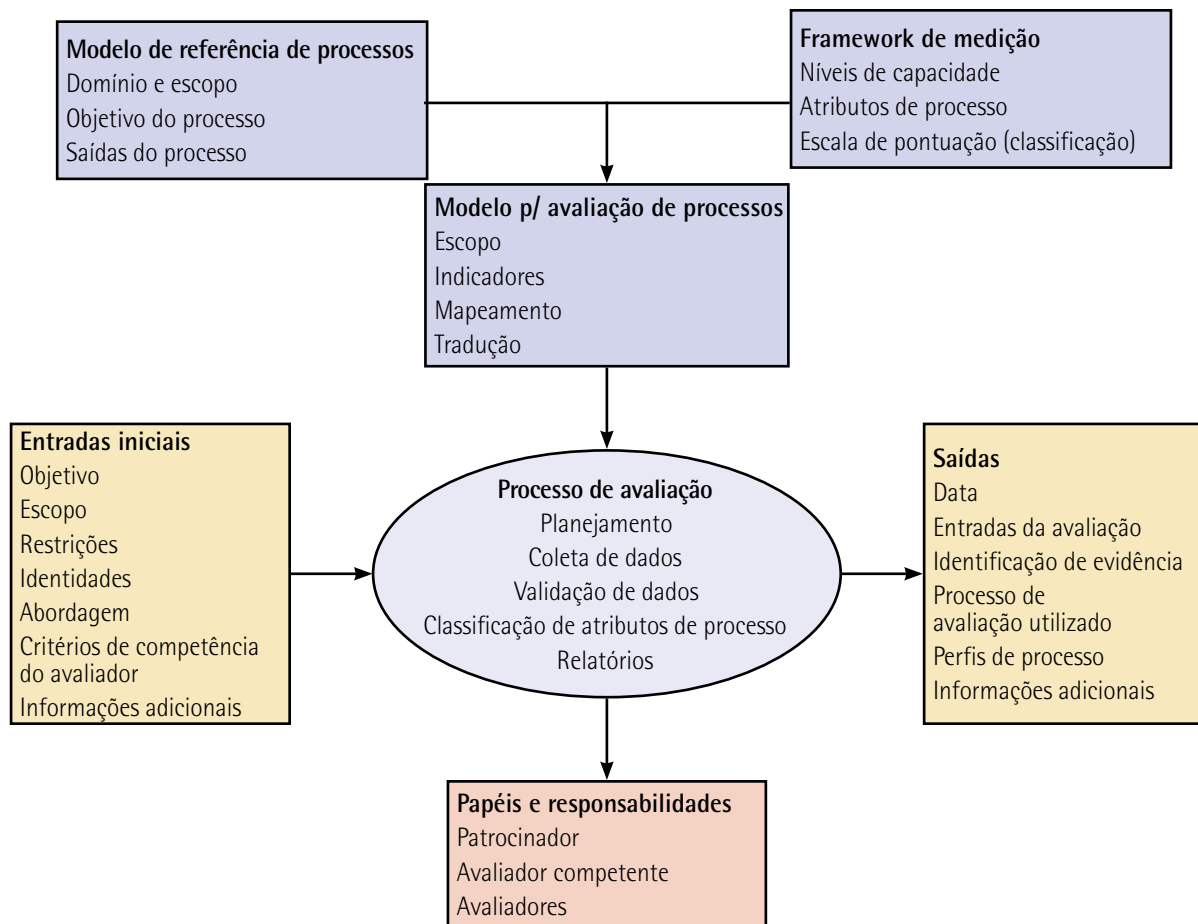 Modelo de referência de processos
Domínio e escopo
Objetivo do processo
Saídas do processo
Framework de medição
Níveis de capacidade
Atributos de processo
Escala de pontuação (classificação)
Modelo p/ avaliação de processos
Escopo
Indicadores
Mapeamento
Tradução
Entradas iniciais
Objetivo
Escopo
Restrições
Identidades
Abordagem
Critérios de competência
do avaliador
Informações adicionais
Processo de avaliação
Planejamento
Coleta de dados
Validação de dados
Classificação de atributos de processo
Relatórios
Saídas
Data
Entradas da avaliação
Identificação de evidência
Processo de
avaliação utilizado
Perfis de processo
Informações adicionais
Papéis e responsabilidades
Patrocinador
Avaliador competente
Avaliadores